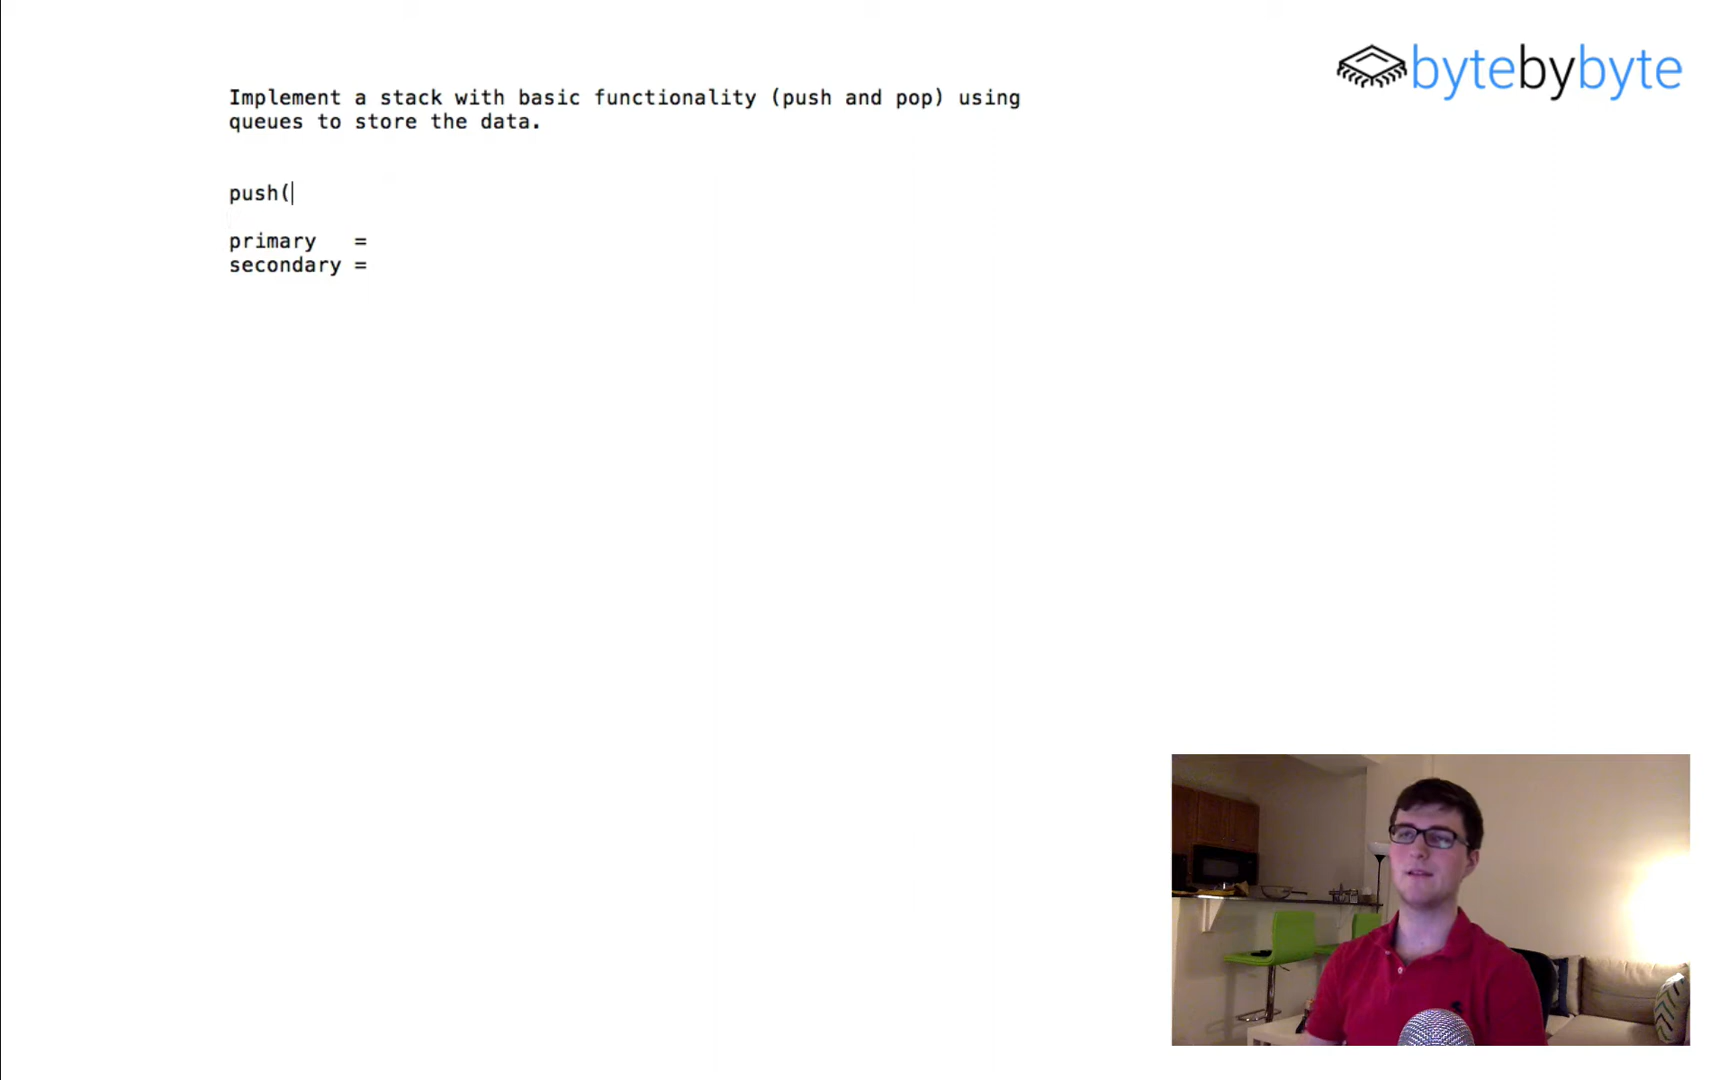 bytebybyte
Implement a stack with basic functionality (push and pop) using
queues to store the data.
push(
primary   =
secondary =